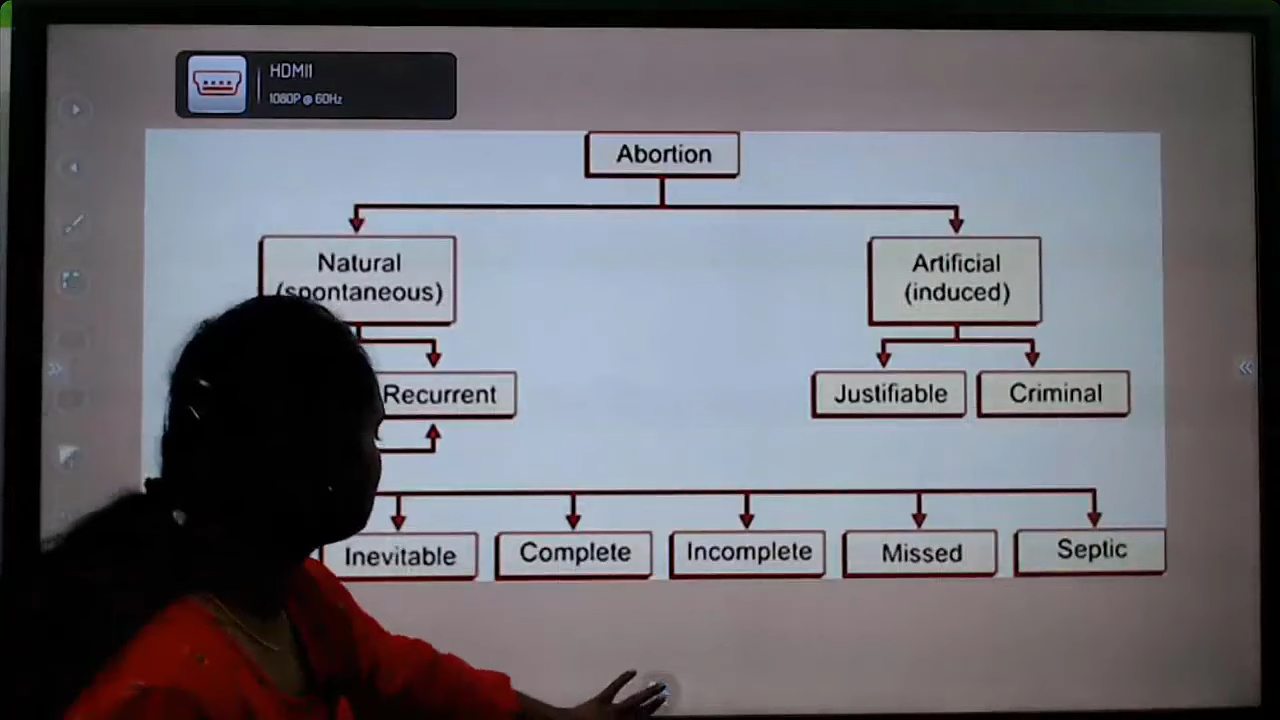 HDMI1
1080P @ 60Hz
Abortion
Natural
(spontaneous)
Artificial
(induced)
Recurrent
Justifiable
Criminal
Inevitable
Complete
Incomplete
Missed
Septic